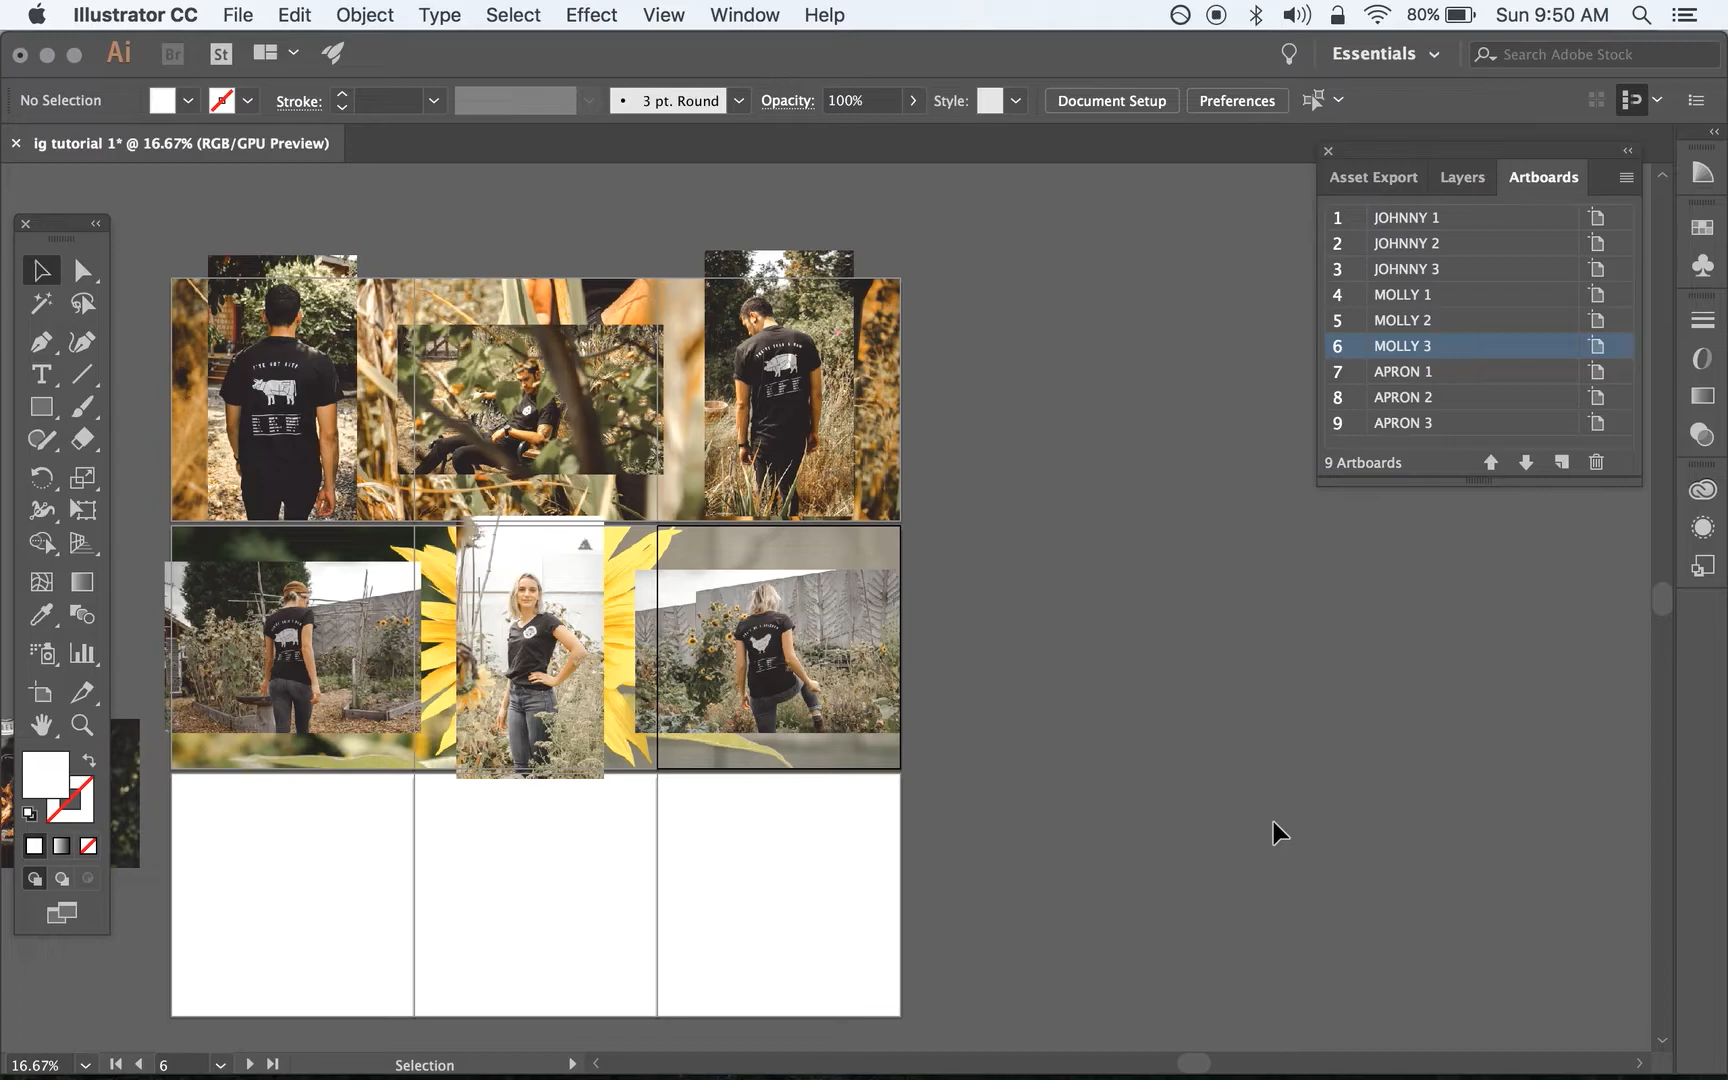 Illustrator CC File Edit Object Type Select Effect View Window Help 80% Sun 9:50 AM
Ai Br St Essentials Search Adobe Stock
No Selection Stroke: 3 pt. Round Opacity: 100% Style: Document Setup Preferences
ig tutorial 1* @ 16.67% (RGB/GPU Preview)
Asset Export Layers Artboards
1 JOHNNY 1
2 JOHNNY 2
3 JOHNNY 3
4 MOLLY 1
5 MOLLY 2
6 MOLLY 3
7 APRON 1
8 APRON 2
9 APRON 3
9 Artboards
16.67% 6 Selection